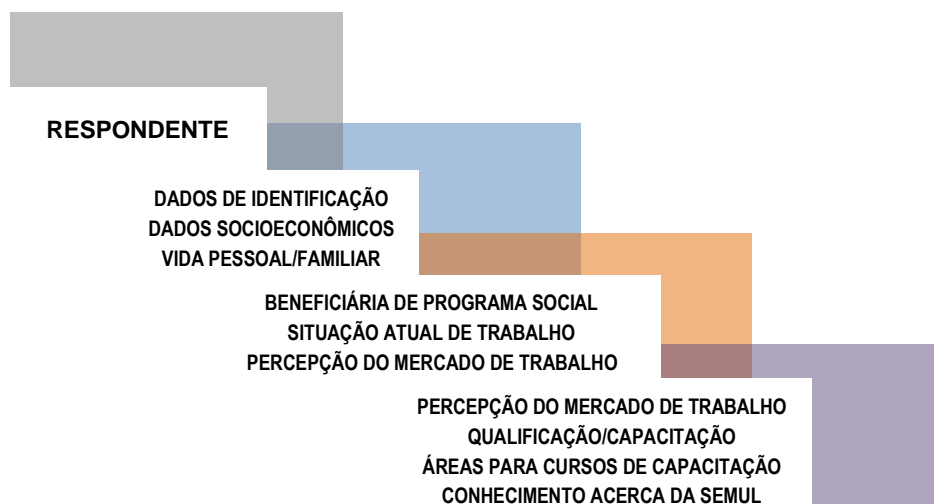 RESPONDENTE
DADOS DE IDENTIFICAÇÃO
DADOS SOCIOECONÔMICOS
VIDA PESSOAL/FAMILIAR
BENEFICIÁRIA DE PROGRAMA SOCIAL
SITUAÇÃO ATUAL DE TRABALHO
PERCEPÇÃO DO MERCADO DE TRABALHO
PERCEPÇÃO DO MERCADO DE TRABALHO
QUALIFICAÇÃO/CAPACITAÇÃO
ÁREAS PARA CURSOS DE CAPACITAÇÃO
CONHECIMENTO ACERCA DA SEMUL